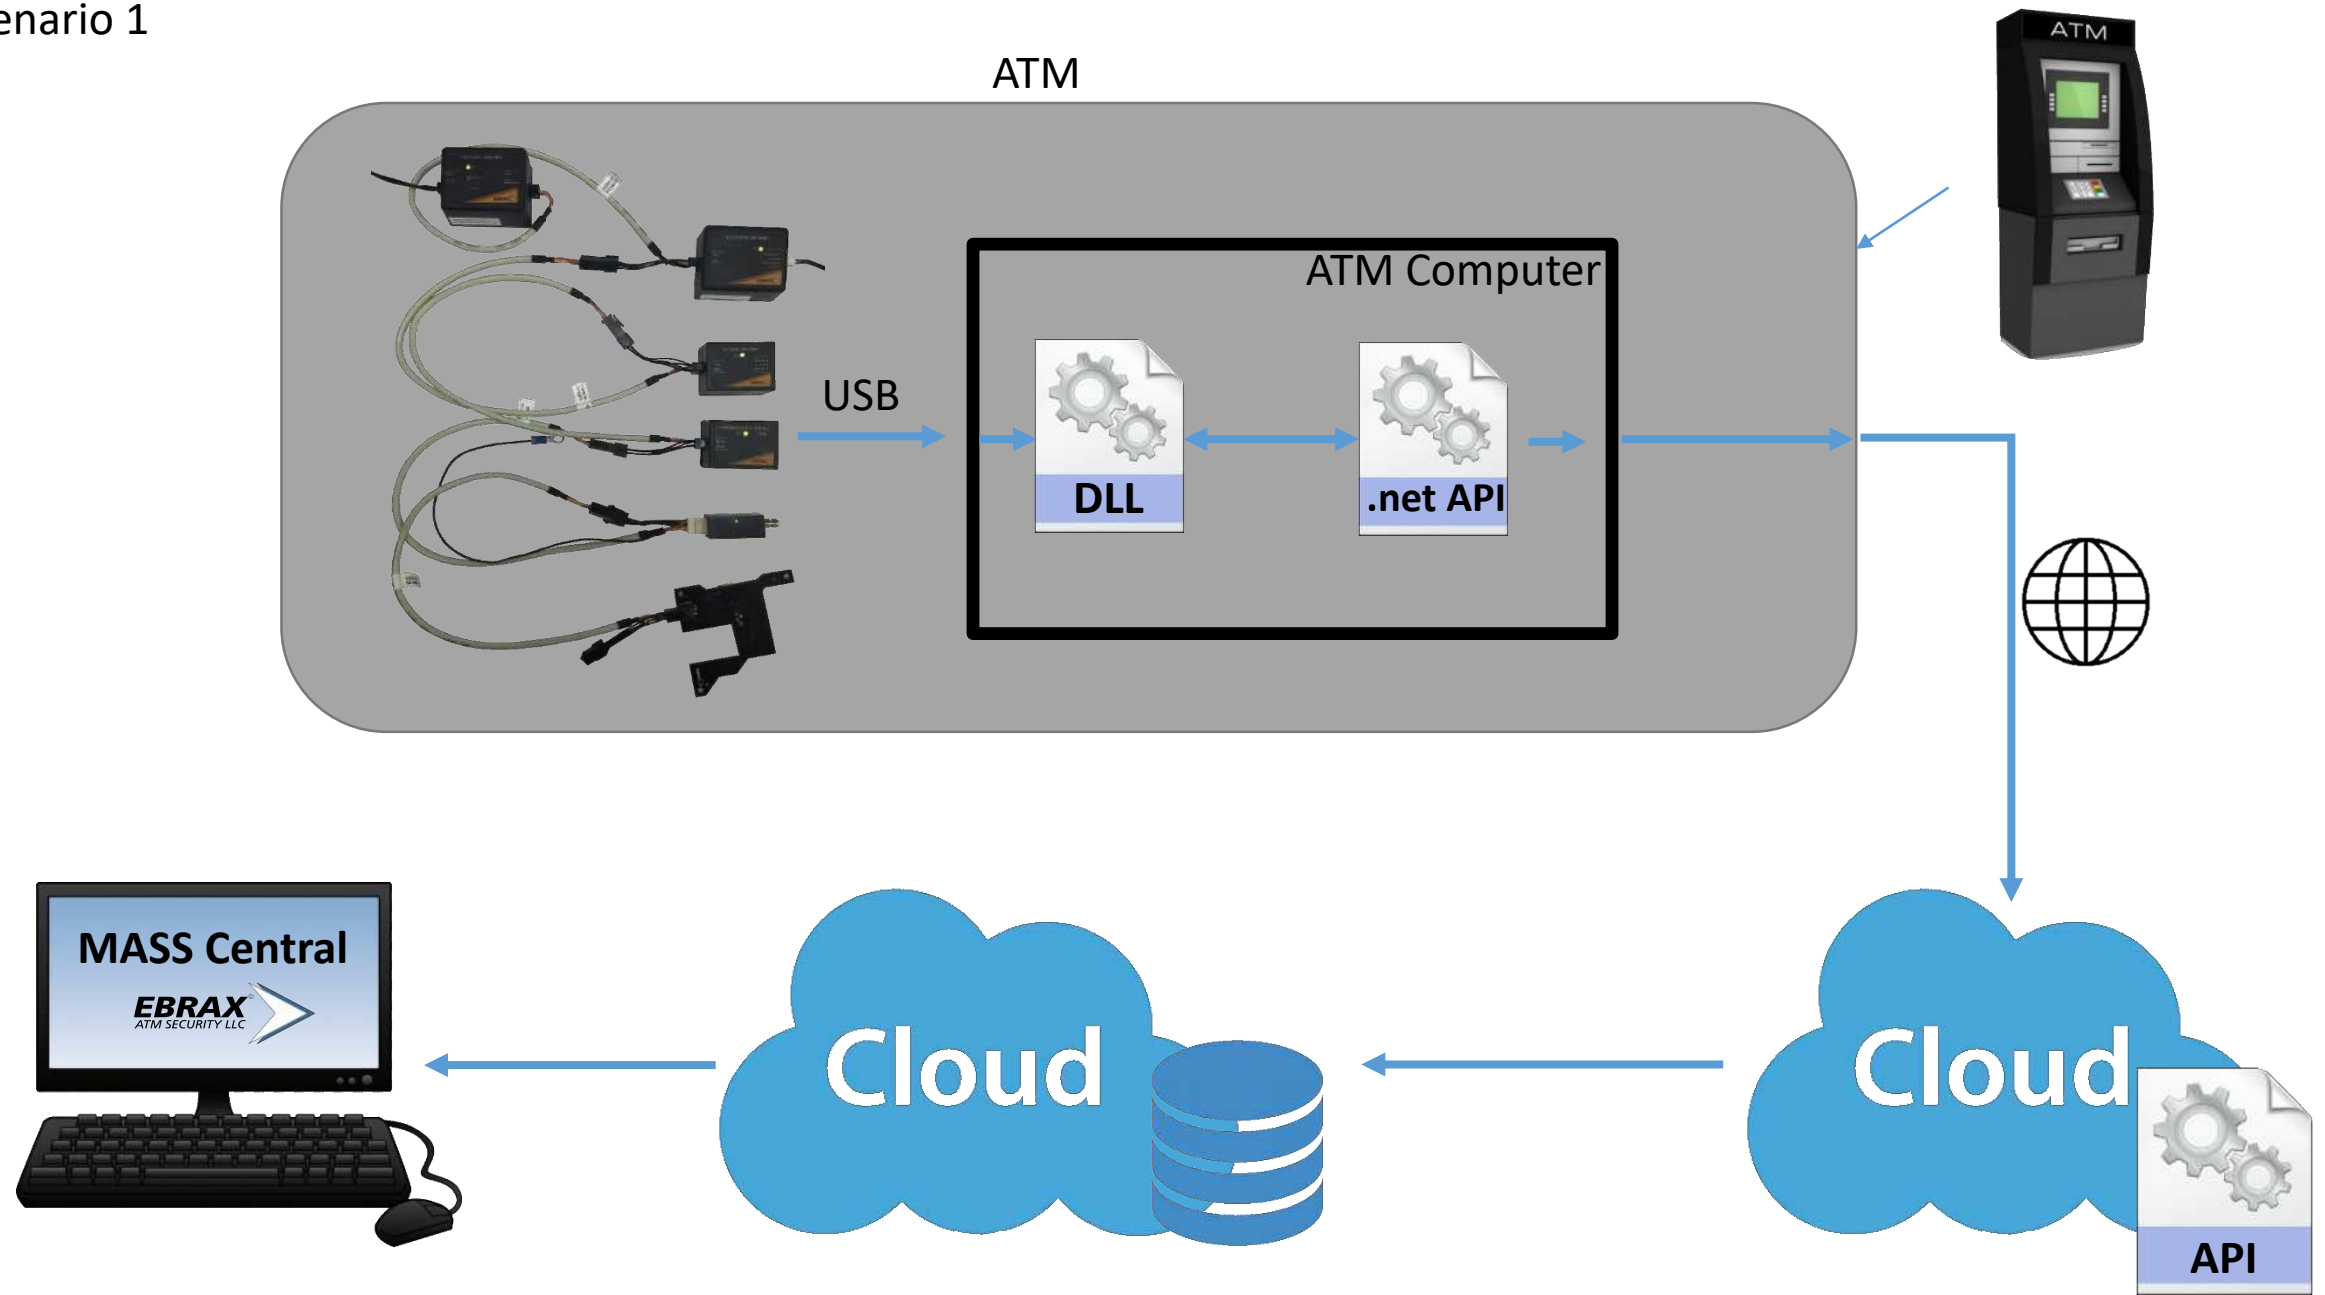 enario 1
ATM
ATM
ATM Computer
USB
DLL
.net API
MASS Central
EBRAX
ATM SECURITY LLC
Cloud
Cloud
API